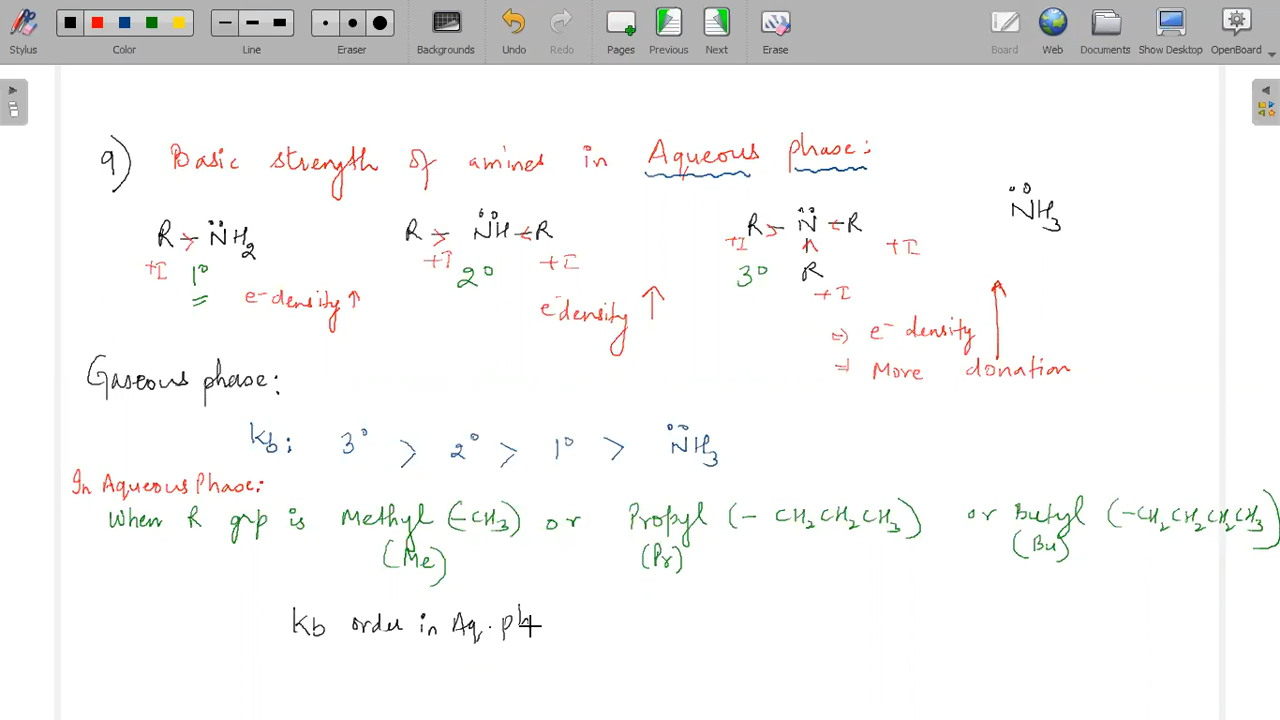 Stylus Color Line Eraser Backgrounds Undo Redo Pages Previous Next Erase Board Web Documents Show Desktop OpenBoard
9) Basic strength of amines in Aqueous phase:
R - N̈H2 R - N̈H - R R - N̈ - R N̈H3
+I 1° +I 2° +I +I 3° R +I
+I
e- density ↑ e- density ↑ ⇒ e- density ↑
⇒ More donation
Gaseous phase:
Kb: 3° > 2° > 1° > N̈H3
In Aqueous Phase:
When R grp is Methyl (-CH3) or Propyl (- CH2CH2CH3) or Butyl (-CH2CH2CH2CH3)
(Me) (Pr) (Bu)
Kb order in Aq. ph